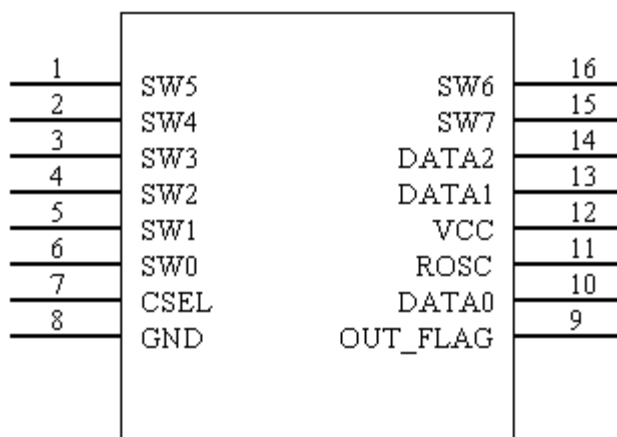 1 SW5 SW6 16
2 SW4 SW7 15
3 SW3 DATA2 14
4 SW2 DATA1 13
5 SW1 VCC 12
6 SW0 ROSC 11
7 CSEL DATA0 10
8 GND OUT_FLAG 9